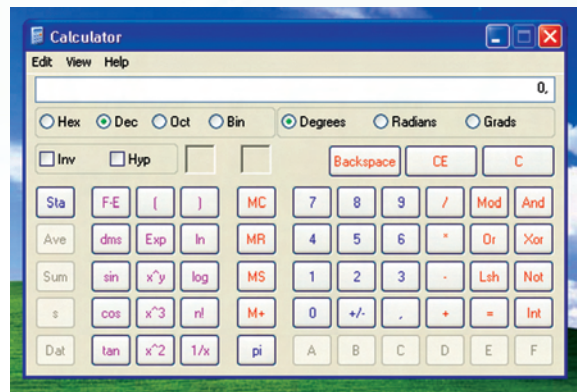 Calculator
Edit View Help
0,
Hex Dec Oct Bin Degrees Radians Grads
Inv Hyp Backspace CE C
Sta F-E ( ) MC 7 8 9 / Mod And
Ave dms Exp ln MR 4 5 6 * Or Xor
Sum sin x^y log MS 1 2 3 - Lsh Not
s cos x^3 n! M+ 0 +/- , + = Int
Dat tan x^2 1/x pi A B C D E F